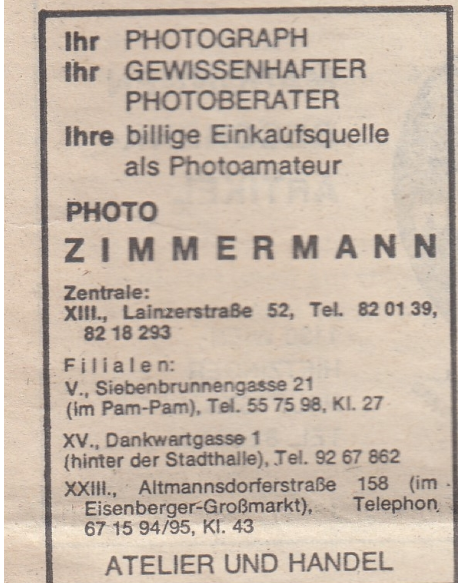 Ihr PHOTOGRAPH
Ihr GEWISSENHAFTER
PHOTOBERATER
Ihre billige Einkaufsquelle
als Photoamateur
PHOTO
ZIMMERMANN
Zentrale:
XIII., Lainzerstraße 52, Tel. 82 01 39,
82 18 293
Filialen:
V., Siebenbrunnengasse 21
(im Pam-Pam), Tel. 55 75 98, Kl. 27
XV., Dankwartgasse 1
(hinter der Stadthalle), Tel. 92 67 862
XXIII., Altmannsdorferstraße 158 (im
Eisenberger-Großmarkt), Telephon
67 15 94/95, Kl. 43
ATELIER UND HANDEL